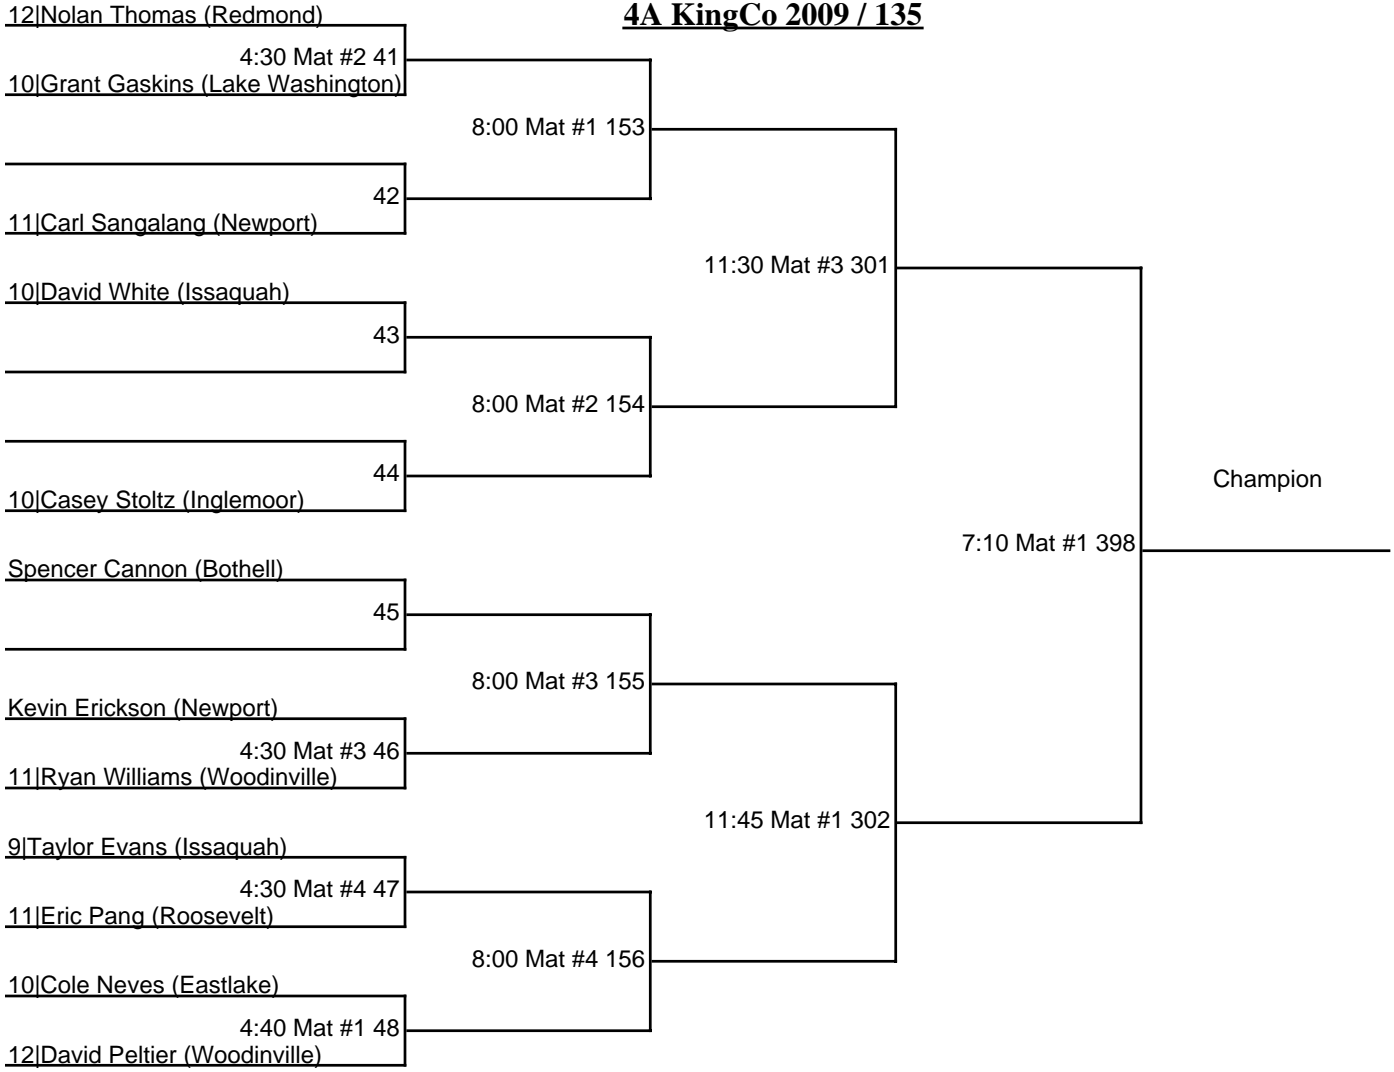 4A KingCo 2009 / 135
12|Nolan Thomas (Redmond)
4:30 Mat #2 41
10|Grant Gaskins (Lake Washington)
8:00 Mat #1 153
42
11|Carl Sangalang (Newport)
11:30 Mat #3 301
10|David White (Issaquah)
43
8:00 Mat #2 154
44
10|Casey Stoltz (Inglemoor)
Champion
7:10 Mat #1 398
Spencer Cannon (Bothell)
45
8:00 Mat #3 155
Kevin Erickson (Newport)
4:30 Mat #3 46
11|Ryan Williams (Woodinville)
11:45 Mat #1 302
9|Taylor Evans (Issaquah)
4:30 Mat #4 47
11|Eric Pang (Roosevelt)
8:00 Mat #4 156
10|Cole Neves (Eastlake)
4:40 Mat #1 48
12|David Peltier (Woodinville)